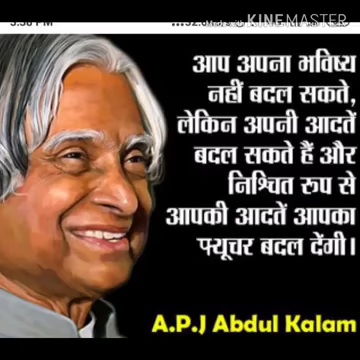 KINEMASTER
आप अपना भविष्य
नहीं बदल सकते,
लेकिन अपनी आदतें
बदल सकते हैं और
निश्चित रूप से
आपकी आदतें आपका
फ्यूचर बदल देंगी।
A.P.J Abdul Kalam